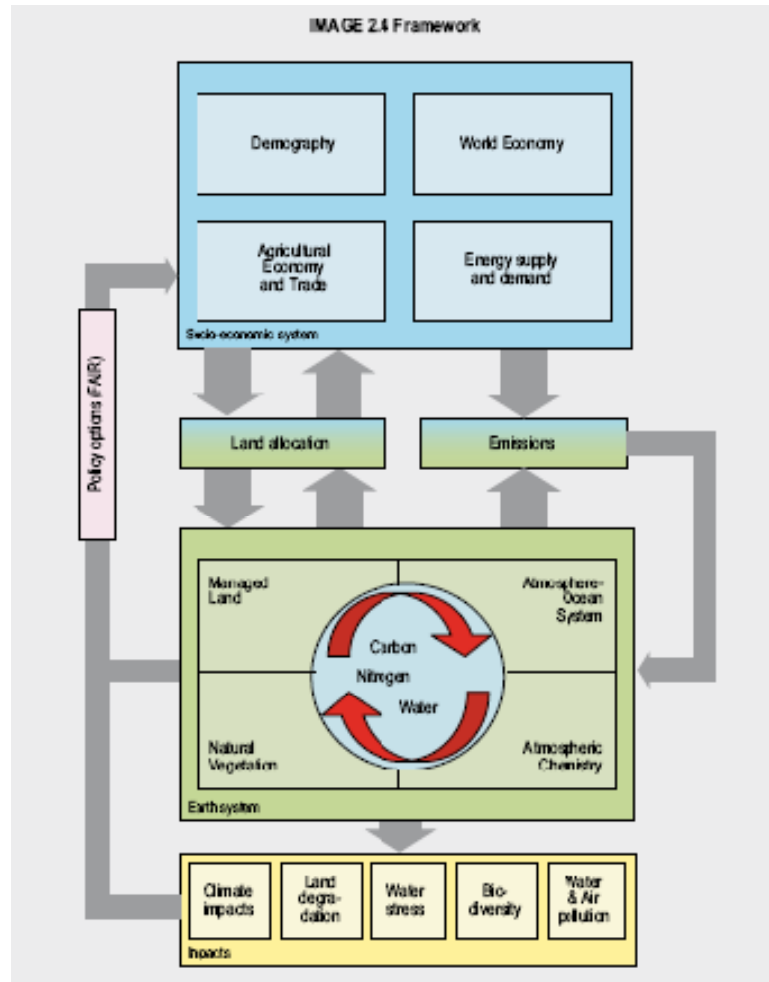 IMAGE 2.4 Framework
Demography
World Economy
Agricultural
Economy
and Trade
Energy supply
and demand
Socio-economic system
Policy options (FAIR)
Land allocation
Emissions
Managed
Land
Atmosphere-
Ocean
System
Carbon
Nitrogen
Water
Natural
Vegetation
Atmospheric
Chemistry
Earth system
Climate
impacts
Land
degra-
dation
Water
stress
Bio-
diversity
Water
& Air
pollution
Impacts